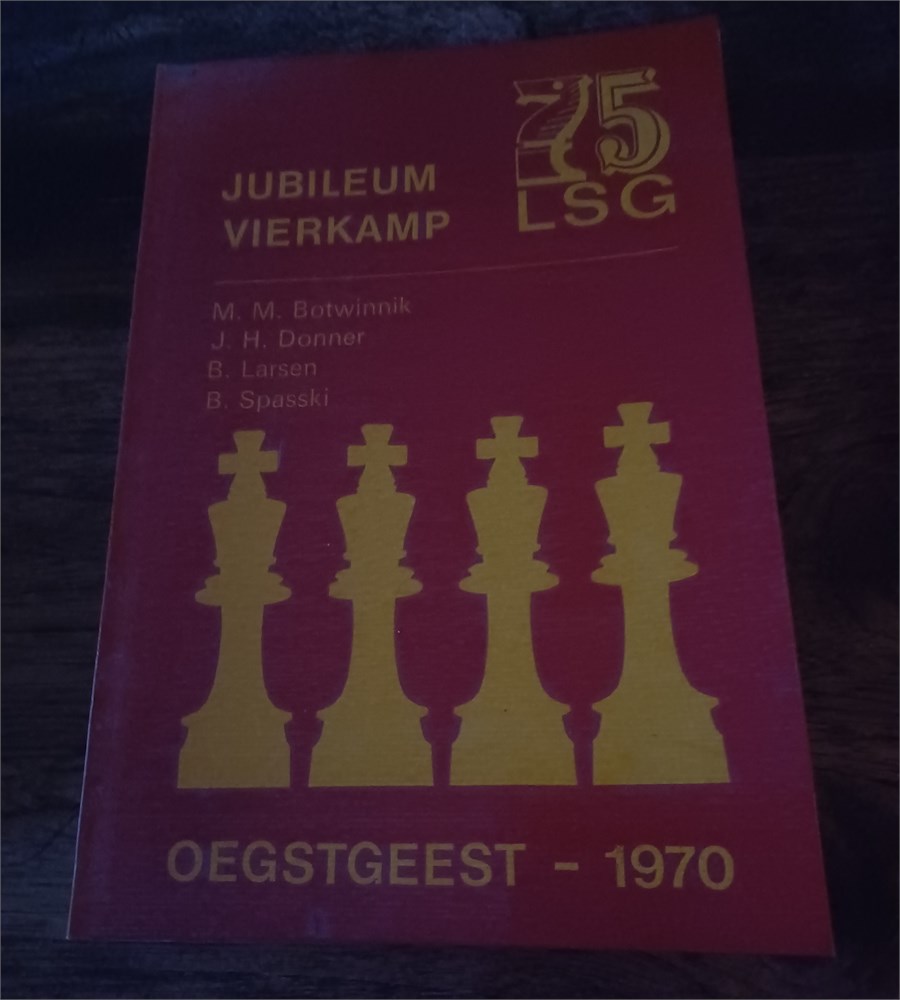 75
LSG
JUBILEUM
VIERKAMP
M. M. Botwinnik
J. H. Donner
B. Larsen
B. Spasski
OEGSTGEEST - 1970